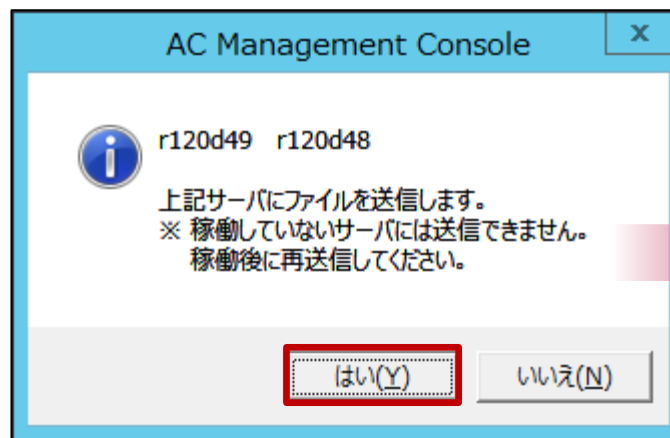 AC Management Console
x
r120d49 r120d48
上記サーバにファイルを送信します。
※ 稼働していないサーバには送信できません。
稼働後に再送信してください。
はい(Y) いいえ(N)